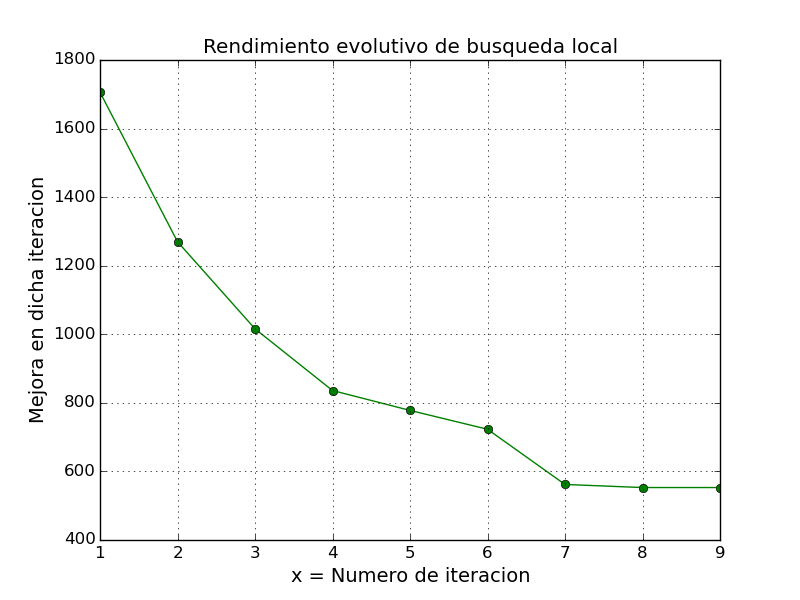 Rendimiento evolutivo de busqueda local
1800
1600
1400
1200
1000
800
600
400
Mejora en dicha iteracion
1 2 3 4 5 6 7 8 9
x = Numero de iteracion